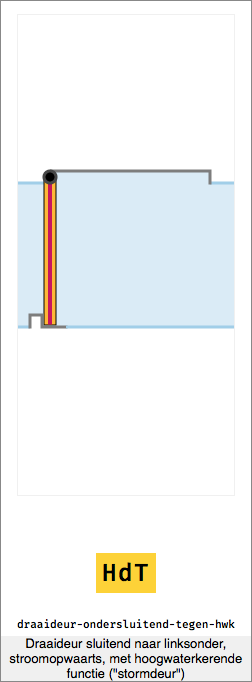 HdT
draaideur-ondersluitend-tegen-hwk
Draaideur sluitend naar linksonder,
stroomopwaarts, met hoogwaterkerende
functie ("stormdeur")